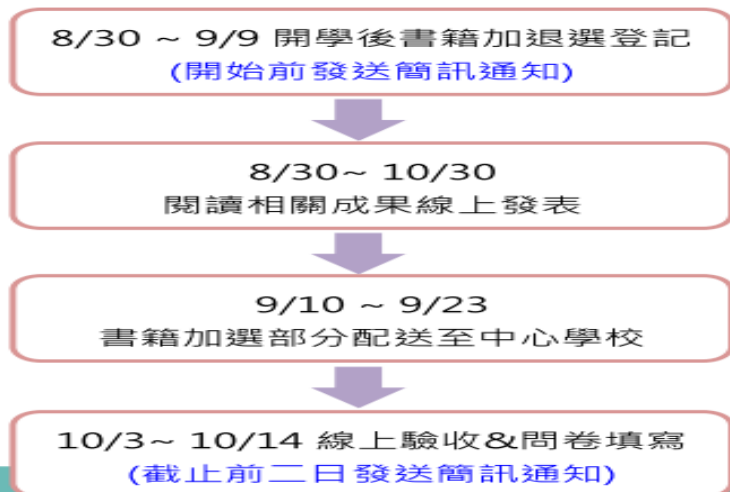 8/30 ~ 9/9 開學後書籍加退選登記
(開始前發送簡訊通知)
8/30~ 10/30
閱讀相關成果線上發表
9/10 ~ 9/23
書籍加選部分配送至中心學校
10/3~ 10/14 線上驗收&問卷填寫
(截止前二日發送簡訊通知)